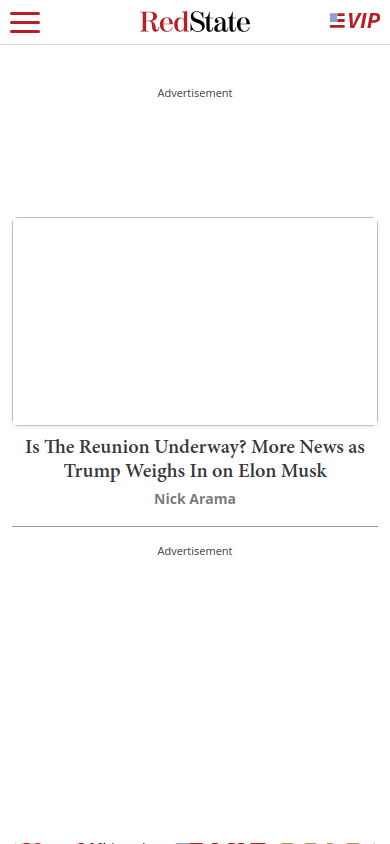 RedState
VIP
Advertisement
Is The Reunion Underway? More News as
Trump Weighs In on Elon Musk
Nick Arama
Advertisement